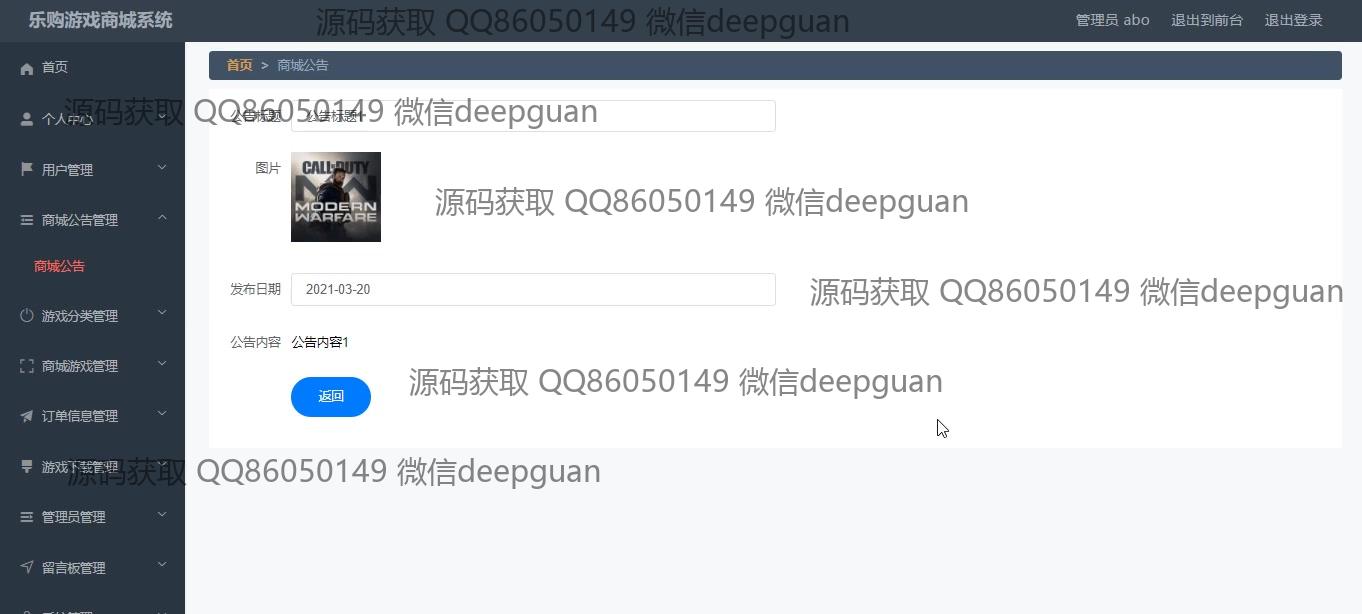 乐购游戏商城系统
源码获取 QQ86050149 微信deepguan
管理员 abo 退出到前台 退出登录
首页
个人中心
用户管理
商城公告管理
商城公告
游戏分类管理
商城游戏管理
订单信息管理
游戏下载管理
管理员管理
留言板管理
系统管理
首页 > 商城公告
源码获取 QQ86050149 微信deepguan
公告标题 公告标题1
图片
CALL OF DUTY
MODERN
WARFARE
源码获取 QQ86050149 微信deepguan
发布日期 2021-03-20
源码获取 QQ86050149 微信deepguan
公告内容 公告内容1
源码获取 QQ86050149 微信deepguan
返回
源码获取 QQ86050149 微信deepguan